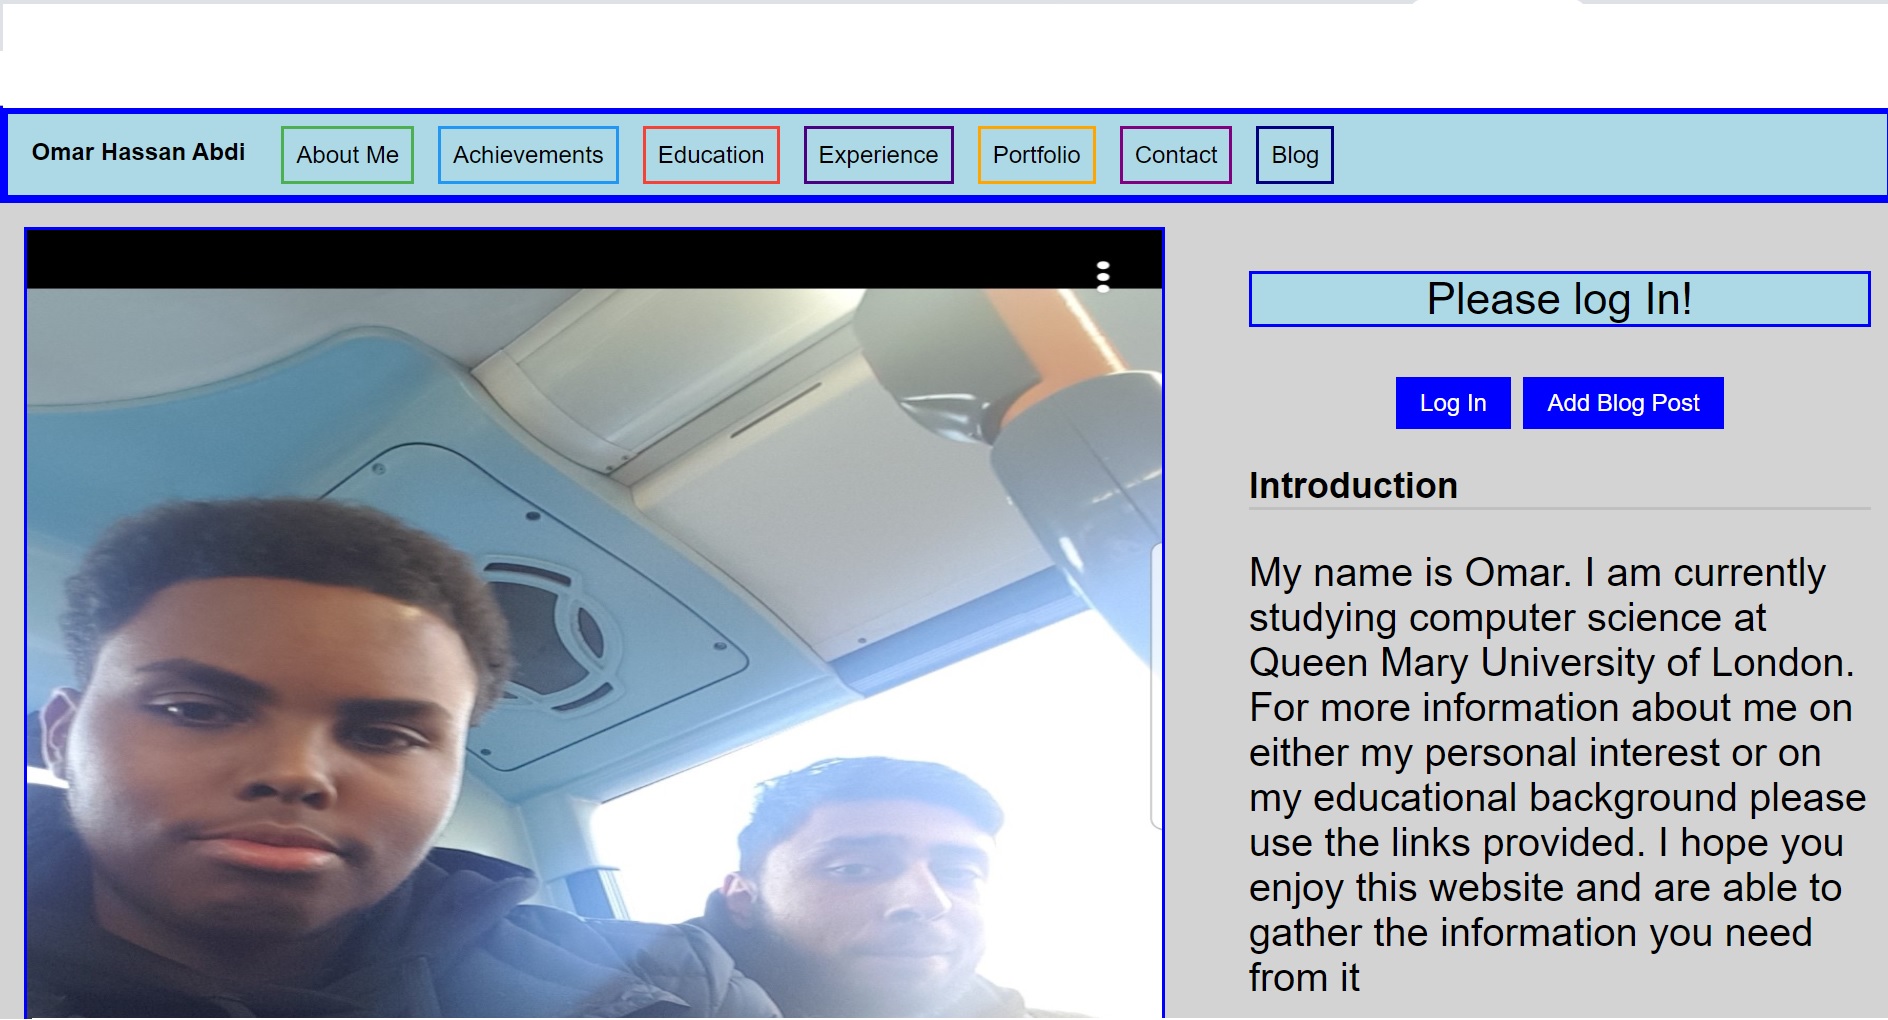 Omar Hassan Abdi About Me Achievements Education Experience Portfolio Contact Blog
Please log In!
Log In Add Blog Post
Introduction
My name is Omar. I am currently
studying computer science at
Queen Mary University of London.
For more information about me on
either my personal interest or on
my educational background please
use the links provided. I hope you
enjoy this website and are able to
gather the information you need
from it